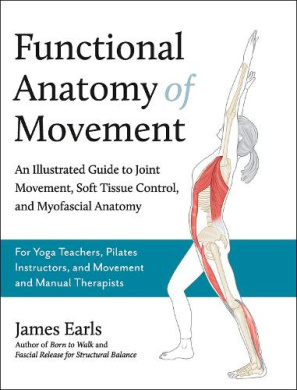 Functional
Anatomy of
Movement
An Illustrated Guide to Joint
Movement, Soft Tissue Control,
and Myofascial Anatomy
For Yoga Teachers, Pilates
Instructors, and Movement
and Manual Therapists
James Earls
Author of Born to Walk and
Fascial Release for Structural Balance